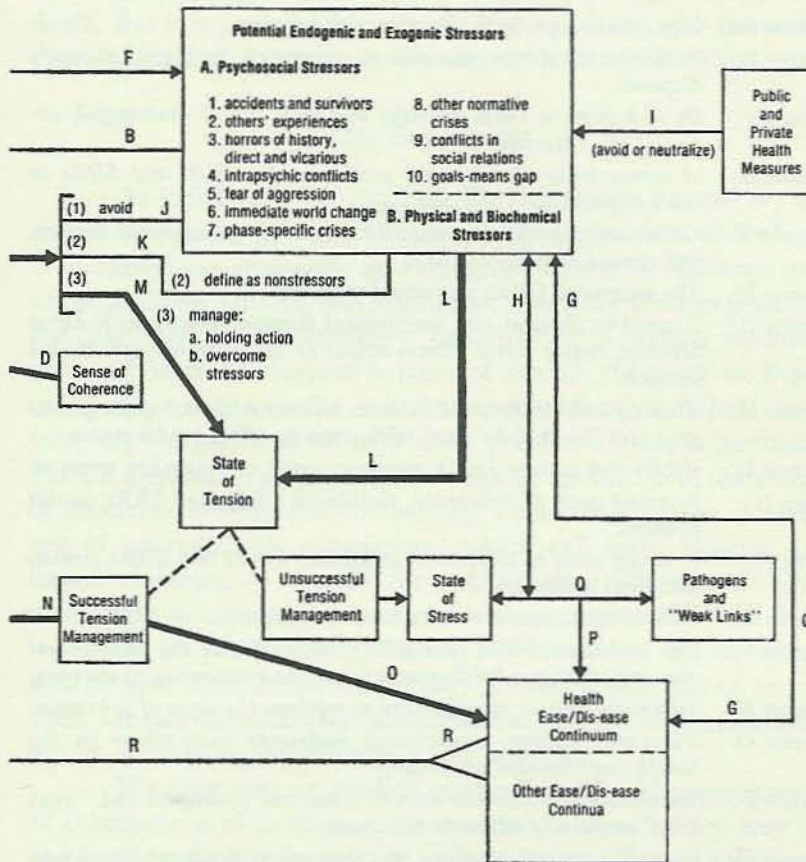 Potential Endogenic and Exogenic Stressors
A. Psychosocial Stressors
1. accidents and survivors
2. others' experiences
3. horrors of history,
direct and vicarious
4. intrapsychic conflicts
5. fear of aggression
6. immediate world change
7. phase-specific crises
8. other normative
crises
9. conflicts in
social relations
10. goals-means gap
B. Physical and Biochemical
Stressors
F
B
I
(avoid or neutralize)
Public
and
Private
Health
Measures
(1) avoid J
(2) K
(3) M
(2) define as nonstressors
(3) manage:
a. holding action
b. overcome
stressors
L
H
G
D
Sense of
Coherence
State
of
Tension
L
N
Successful
Tension
Management
Unsuccessful
Tension
Management
State
of
Stress
Q
Pathogens
and
"Weak Links"
P
O
G
Health
Ease/Dis-ease
Continuum
R
R
Other Ease/Dis-ease
Continua